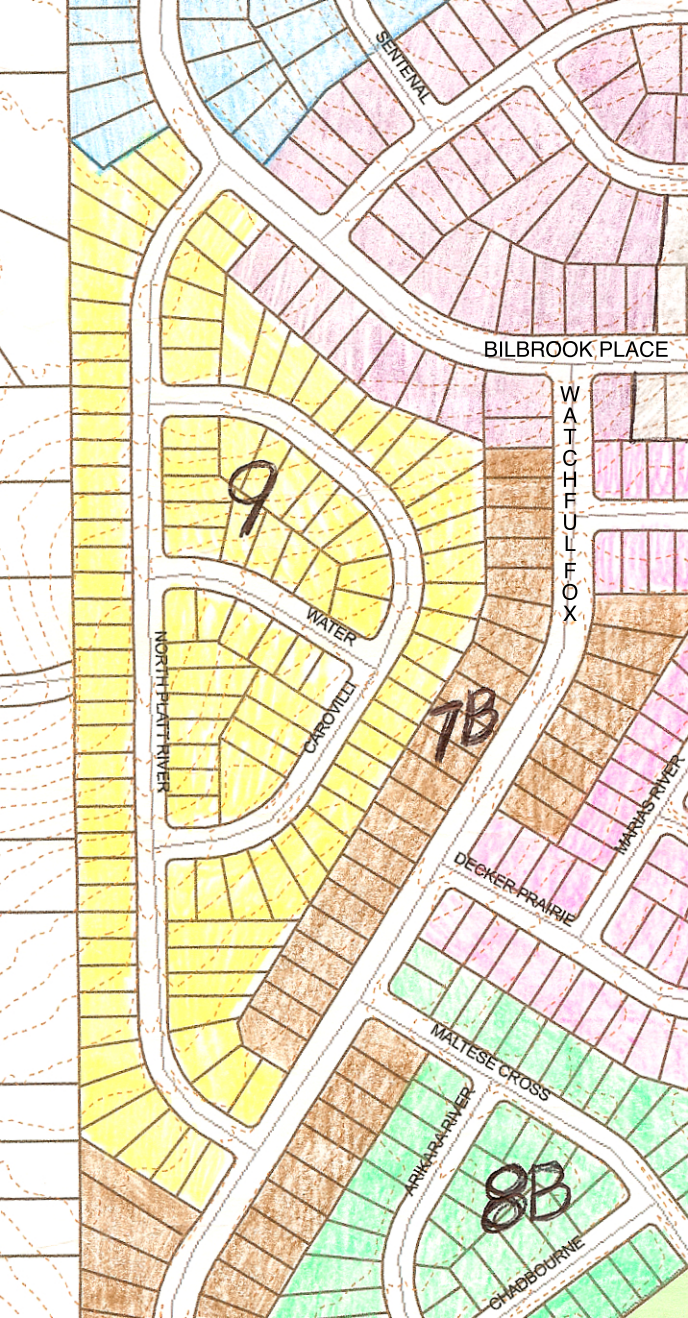 SENTENAL
BILBROOK PLACE
WATCHFUL FOX
9
WATER
NORTH PLATT RIVER
CAROVILLI
7B
MARIAS RIVER
DECKER PRAIRIE
MALTESE CROSS
ARIKARA RIVER
8B
CHADBOURNE